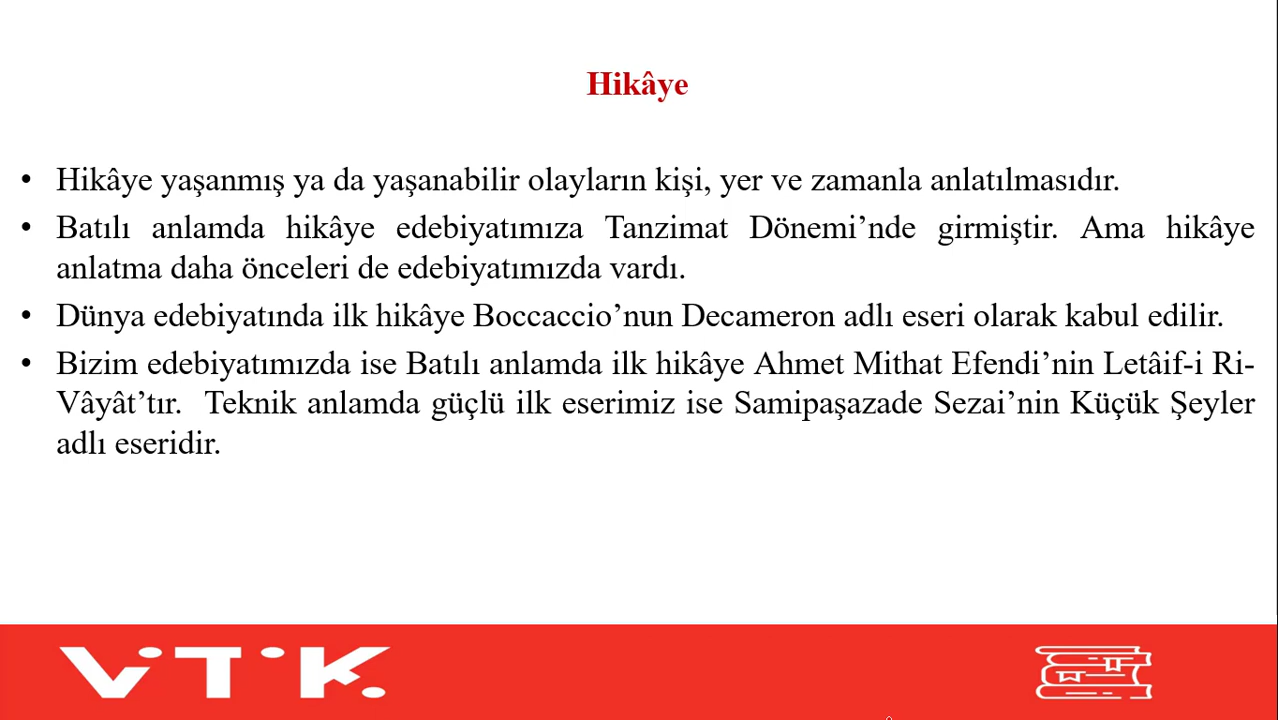 Hikâye
• Hikâye yaşanmış ya da yaşanabilir olayların kişi, yer ve zamanla anlatılmasıdır.
• Batılı anlamda hikâye edebiyatımıza Tanzimat Dönemi’nde girmiştir. Ama hikâye
anlatma daha önceleri de edebiyatımızda vardı.
• Dünya edebiyatında ilk hikâye Boccaccio’nun Decameron adlı eseri olarak kabul edilir.
• Bizim edebiyatımızda ise Batılı anlamda ilk hikâye Ahmet Mithat Efendi’nin Letâif-i Ri-
Vâyât’tır. Teknik anlamda güçlü ilk eserimiz ise Samipaşazade Sezai’nin Küçük Şeyler
adlı eseridir.
VTK